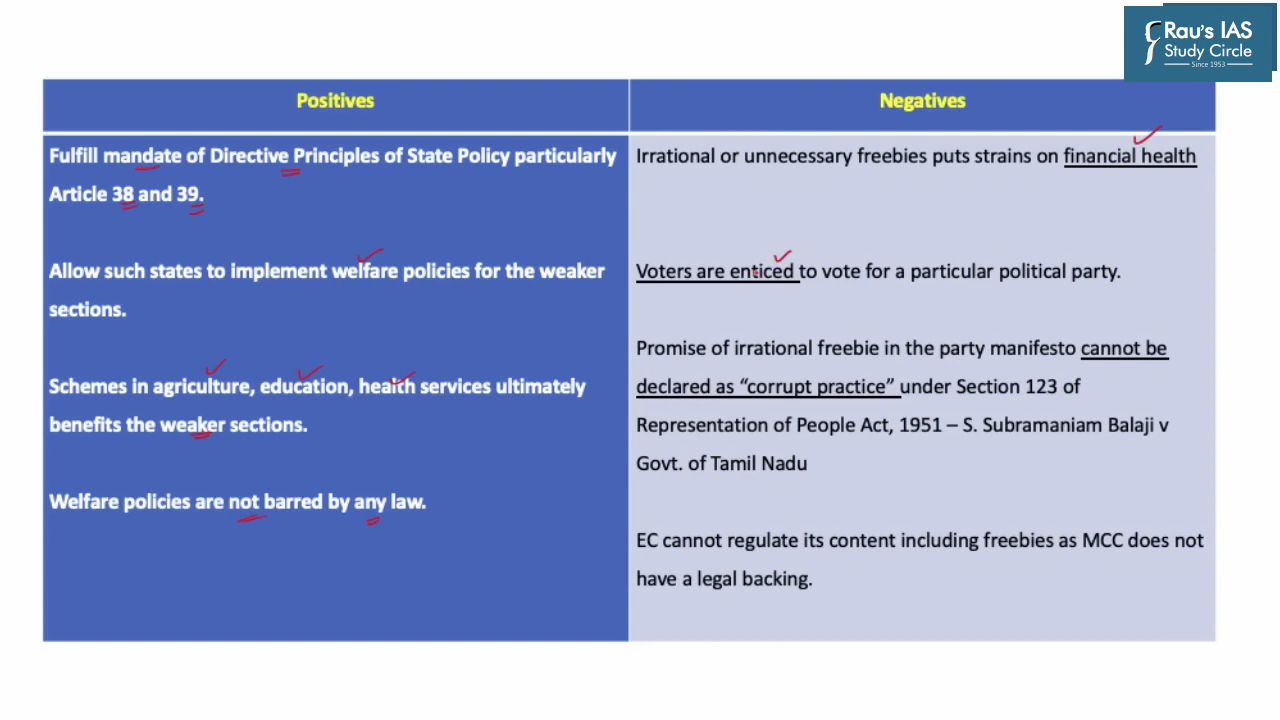 Rau's IAS
Study Circle
Since 1953
Positives
Negatives
Fulfill mandate of Directive Principles of State Policy particularly
Article 38 and 39.
Allow such states to implement welfare policies for the weaker
sections.
Schemes in agriculture, education, health services ultimately
benefits the weaker sections.
Welfare policies are not barred by any law.
Irrational or unnecessary freebies puts strains on financial health
Voters are enticed to vote for a particular political party.
Promise of irrational freebie in the party manifesto cannot be
declared as “corrupt practice” under Section 123 of
Representation of People Act, 1951 – S. Subramaniam Balaji v
Govt. of Tamil Nadu
EC cannot regulate its content including freebies as MCC does not
have a legal backing.